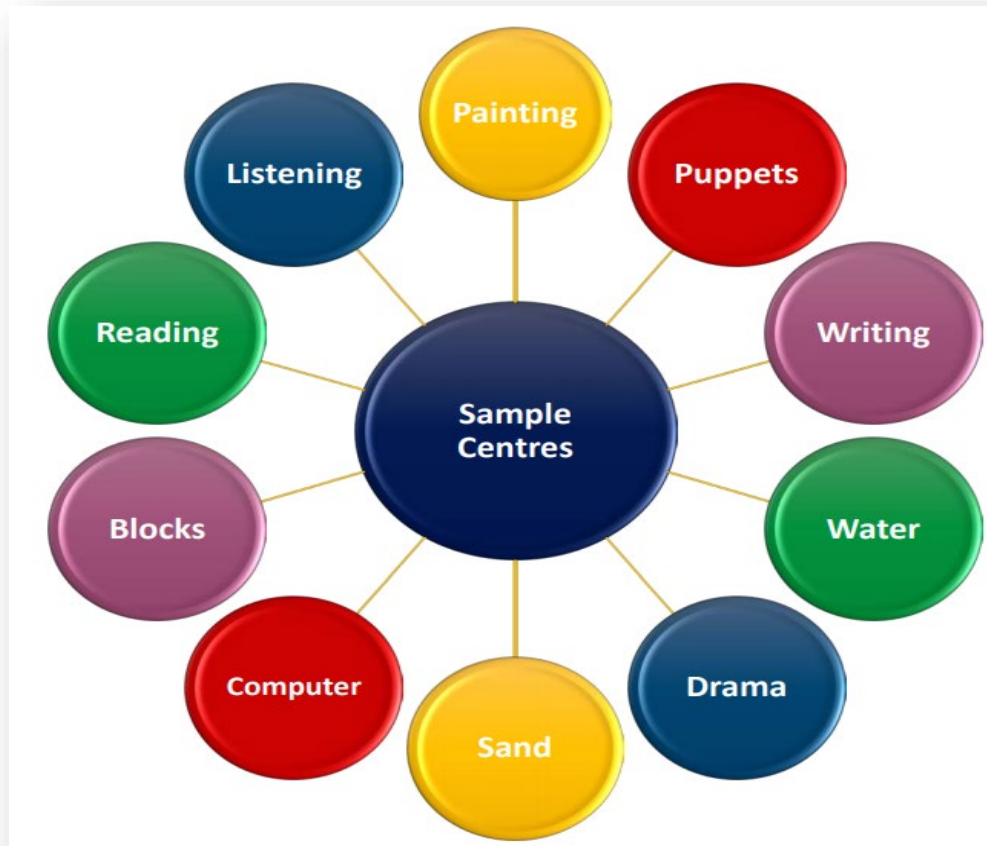 Painting
Puppets
Writing
Water
Drama
Sand
Computer
Blocks
Reading
Listening
Sample
Centres